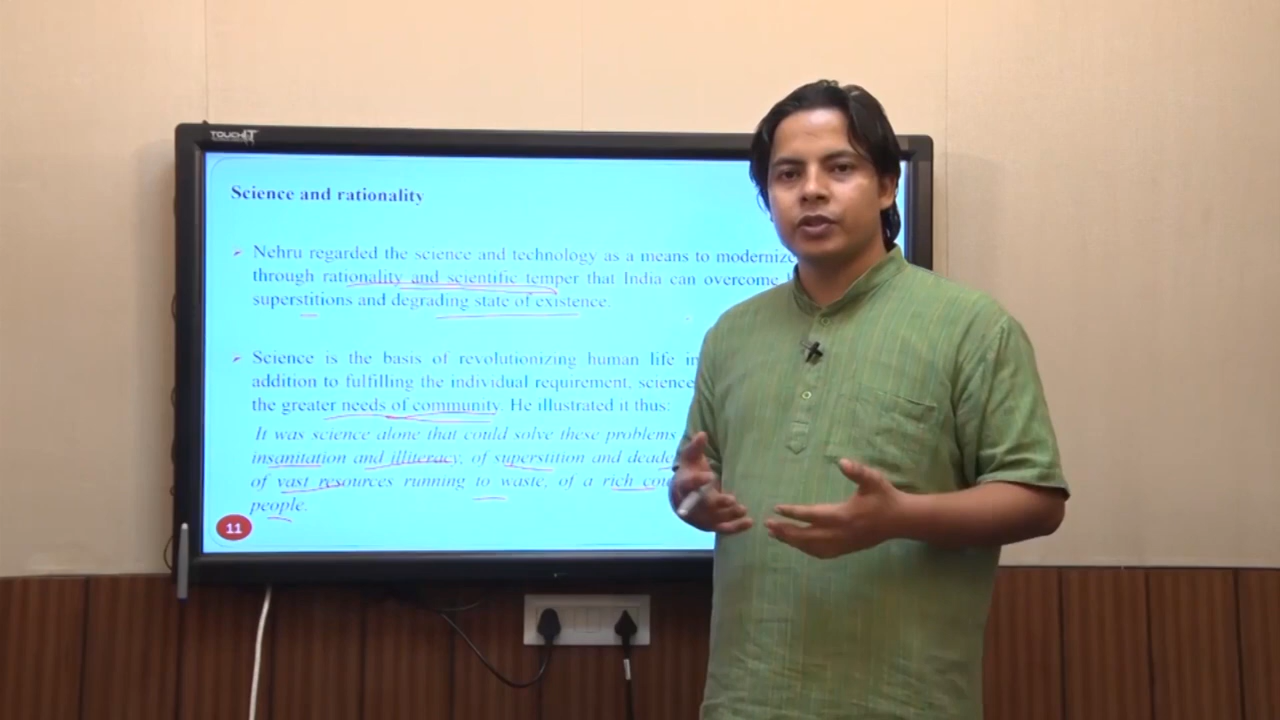 TOUCHIT
Science and rationality
Nehru regarded the science and technology as a means to modernize
through rationality and scientific temper that India can overcome
superstitions and degrading state of existence.
Science is the basis of revolutionizing human life in
addition to fulfilling the individual requirement, science
the greater needs of community. He illustrated it thus:
It was science alone that could solve these problems
insanitation and illiteracy, of superstition and
of vast resources running to waste, of a rich
people.
11